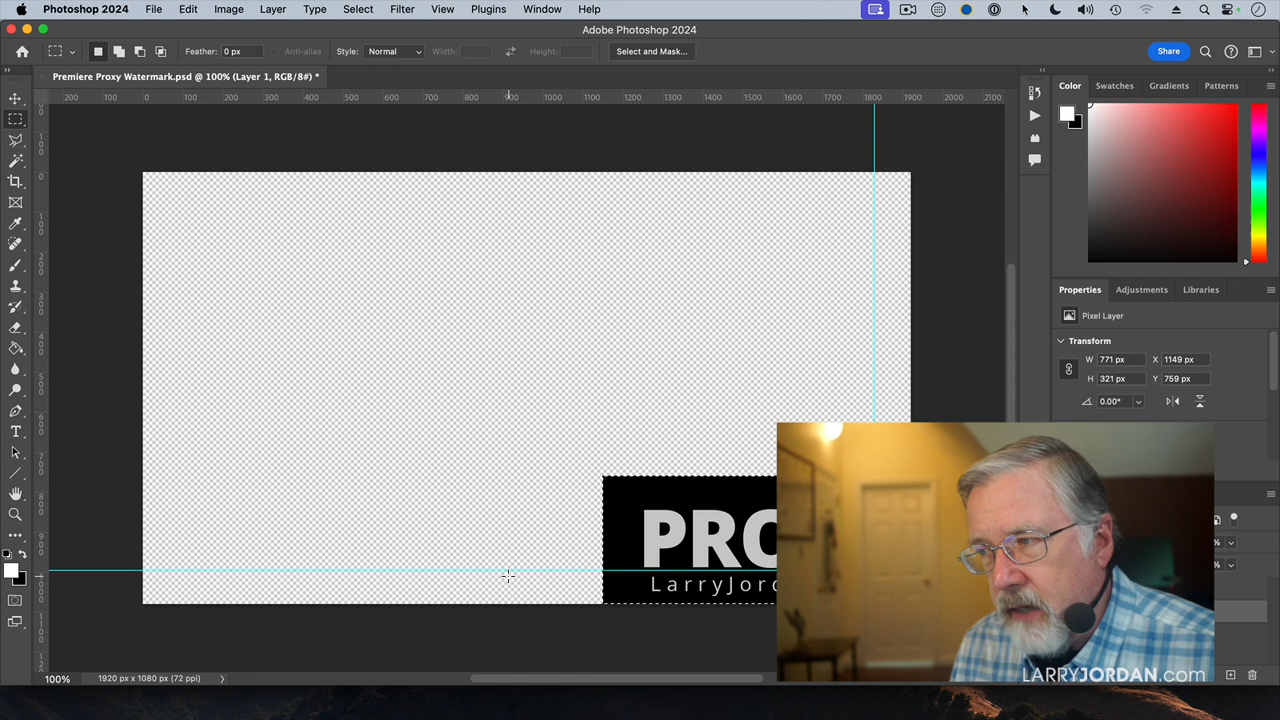 Photoshop 2024 File Edit Image Layer Type Select Filter View Plugins Window Help
Adobe Photoshop 2024
Feather: 0 px Anti-alias Style: Normal Width: Height: Select and Mask... Share
Premiere Proxy Watermark.psd @ 100% (Layer 1, RGB/8#) *
200 100 0 100 200 300 400 500 600 700 800 900 1000 1100 1200 1300 1400 1500 1600 1700 1800 1900 2000 2100
Color Swatches Gradients Patterns
Properties Adjustments Libraries
Pixel Layer
Transform
W 771 px X 1149 px
H 321 px Y 759 px
0.00°
PRO
LarryJord
LARRYJORDAN.com
100% 1920 px x 1080 px (72 ppi)